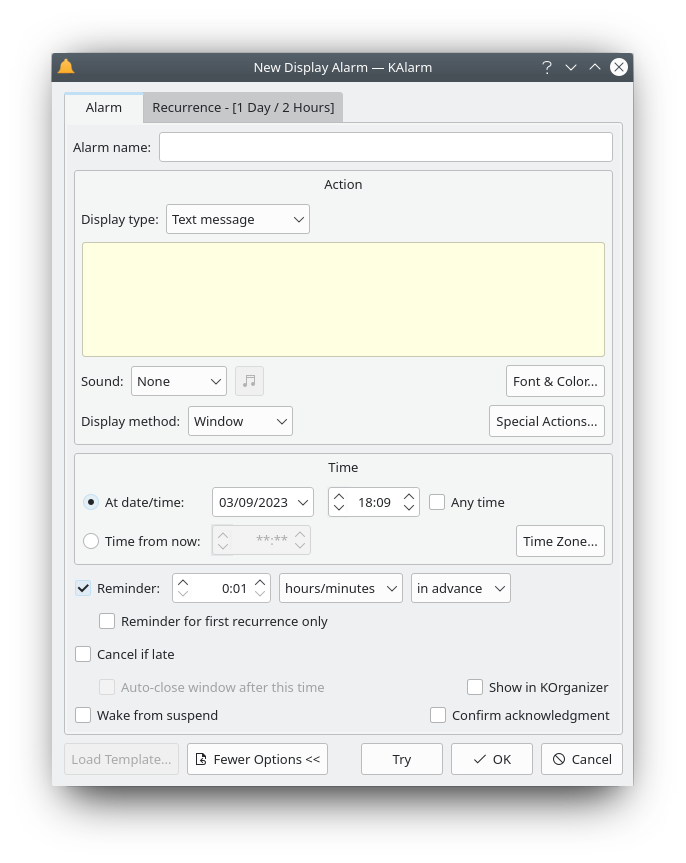 New Display Alarm — KAlarm
Alarm
Recurrence - [1 Day / 2 Hours]
Alarm name:
Action
Display type: Text message
Sound: None
Font & Color...
Display method: Window
Special Actions...
Time
At date/time: 03/09/2023 18:09 Any time
Time from now: **:** Time Zone...
Reminder: 0:01 hours/minutes in advance
Reminder for first recurrence only
Cancel if late
Auto-close window after this time
Show in KOrganizer
Wake from suspend
Confirm acknowledgment
Load Template... Fewer Options << Try OK Cancel